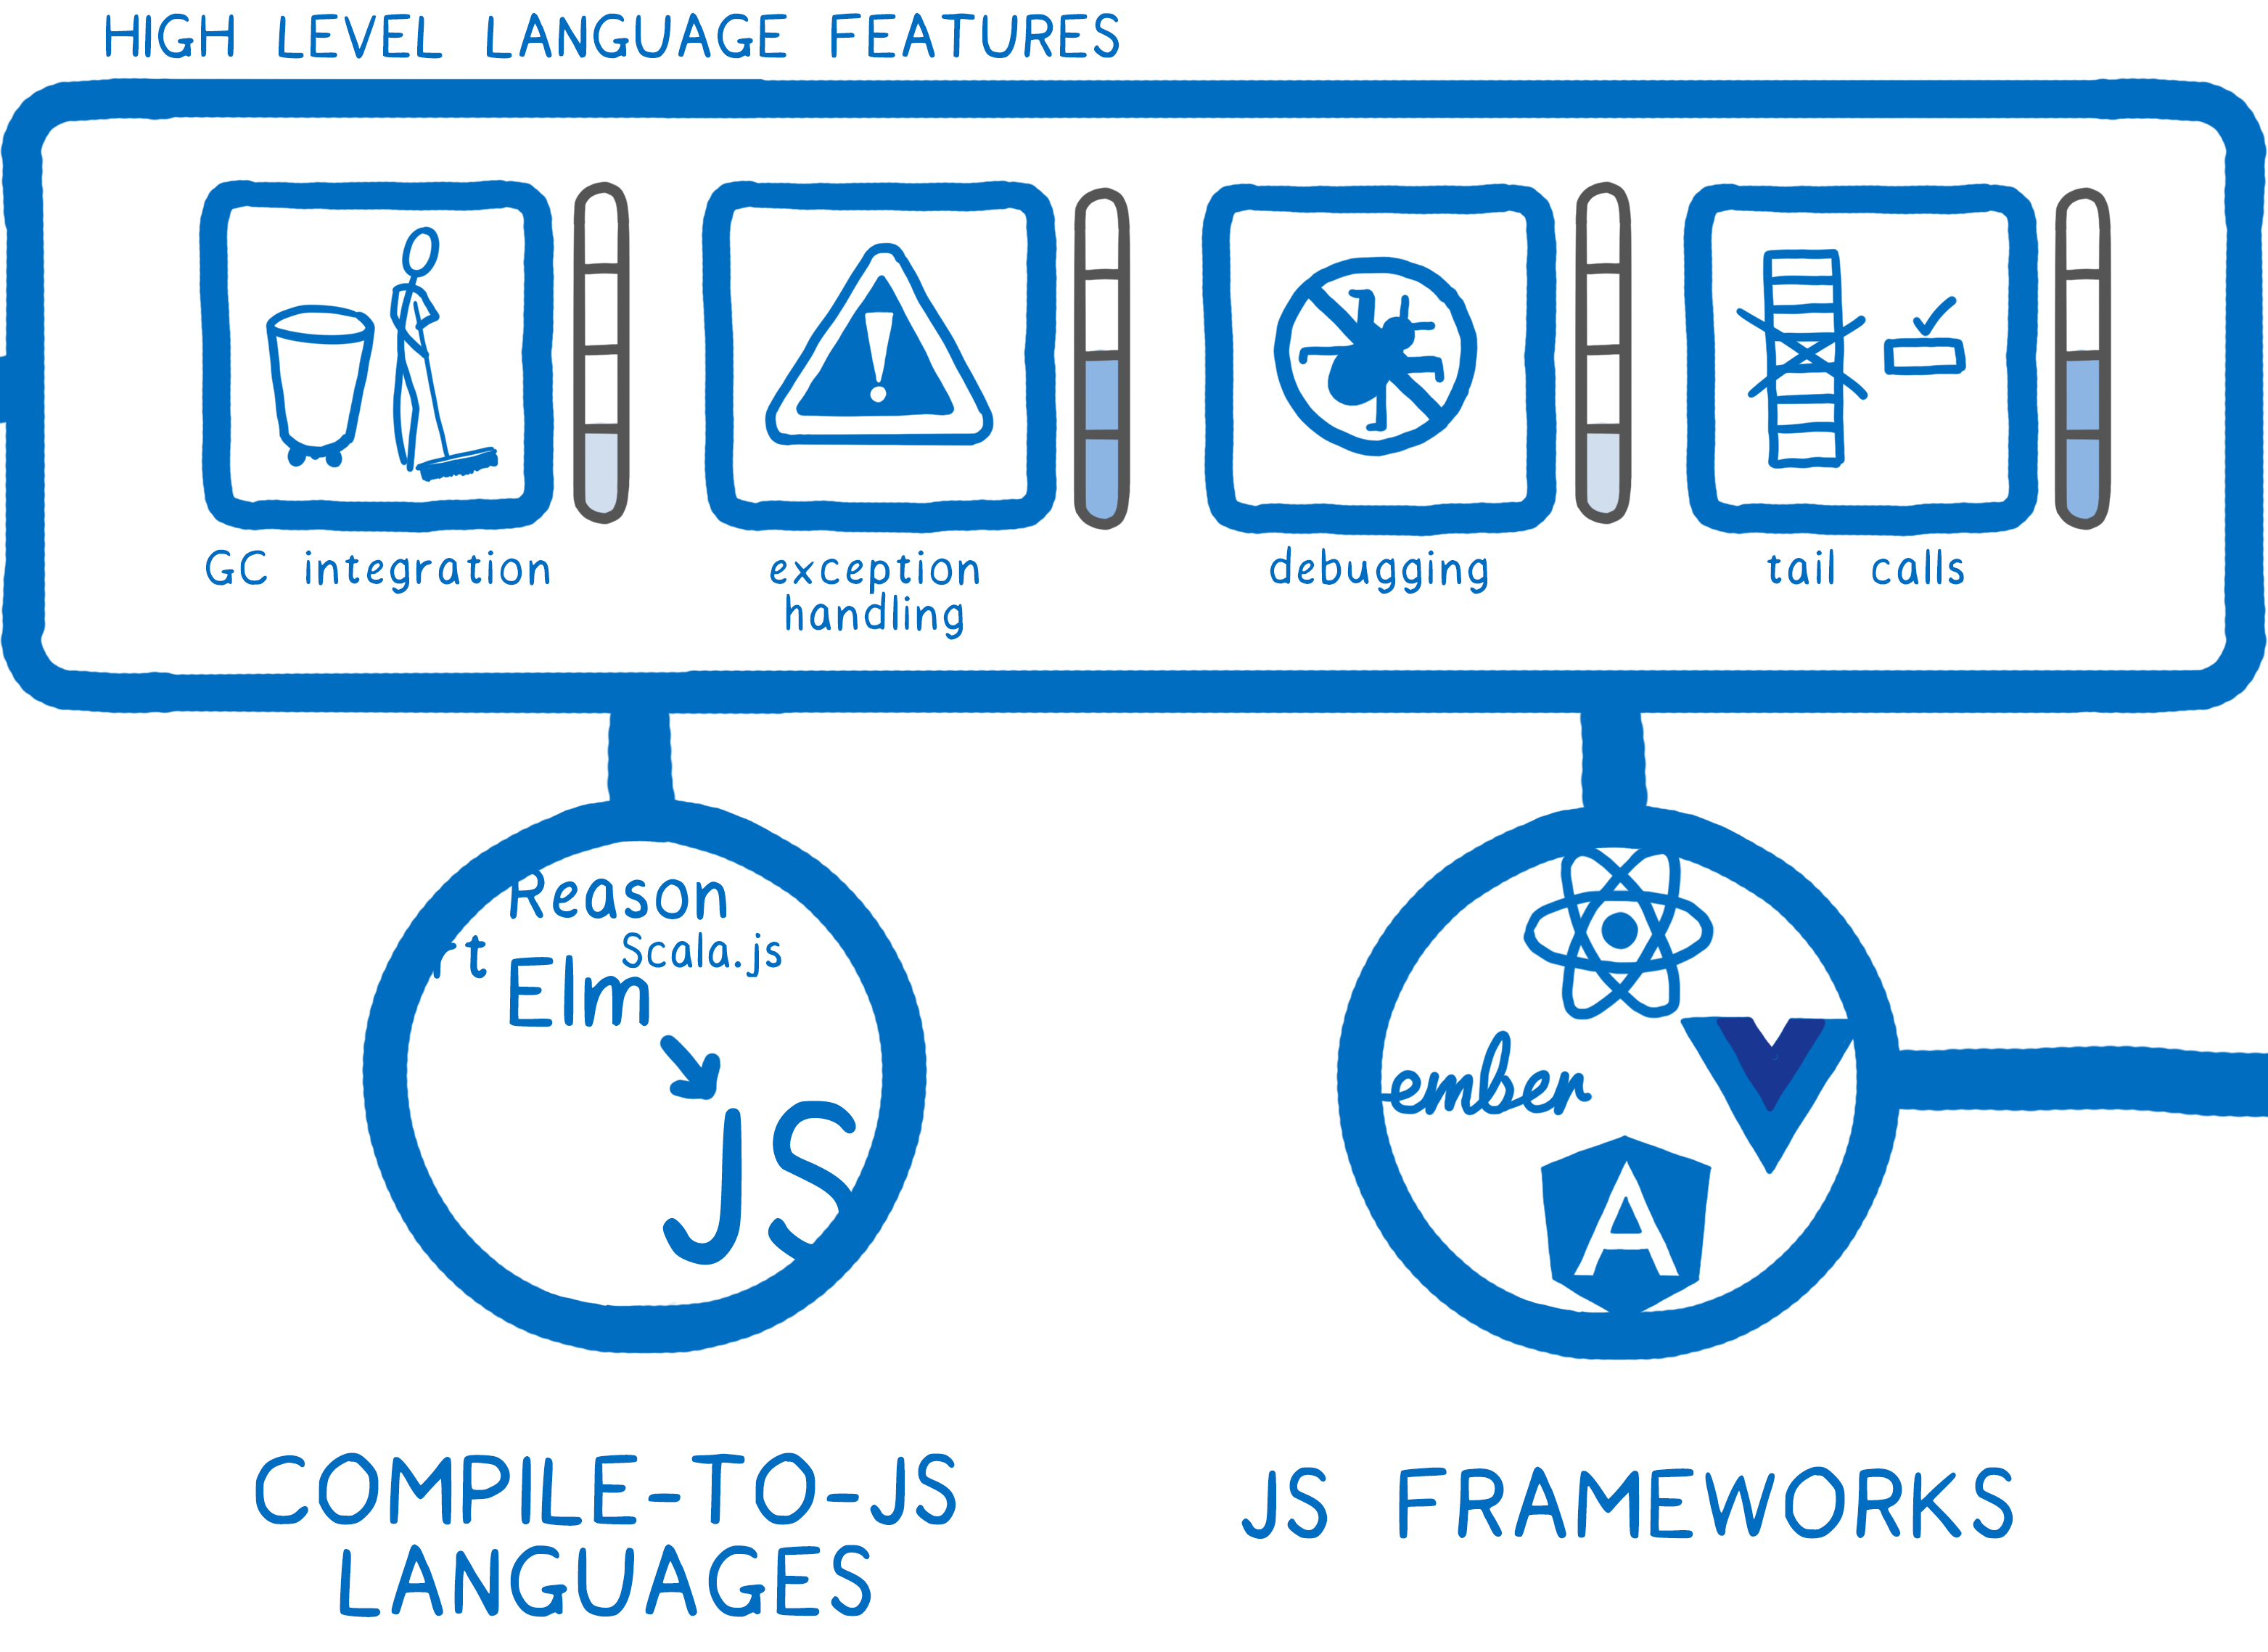 HIGH LEVEL LANGUAGE FEATURES
GC integration
exception
handling
debugging
tail calls
Reason
Scala.js
Elm
JS
ember
A
COMPILE-TO-JS
LANGUAGES
JS FRAMEWORKS